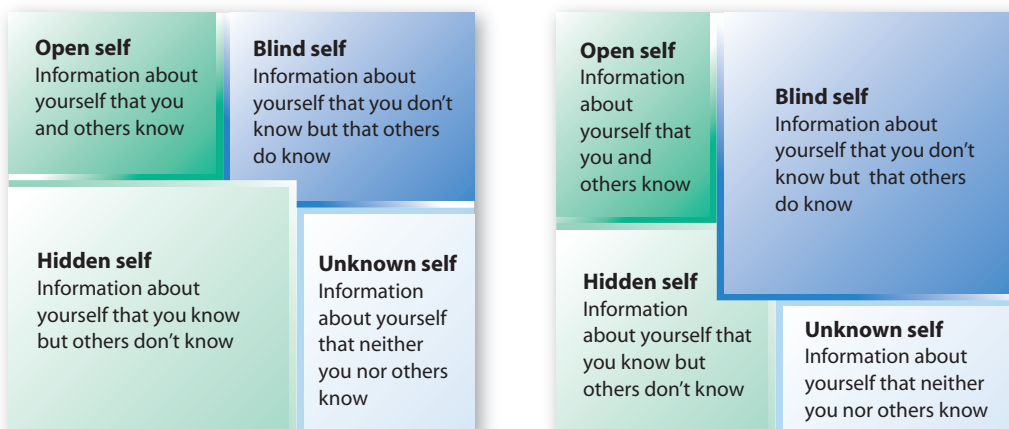 Open self
Information about
yourself that you
and others know
Blind self
Information about
yourself that you don't
know but that others
do know
Hidden self
Information about
yourself that you know
but others don't know
Unknown self
Information
about yourself
that neither
you nor others
know
Open self
Information
about
yourself that
you and
others know
Blind self
Information about
yourself that you don't
know but that others
do know
Hidden self
Information
about yourself that
you know but
others don't know
Unknown self
Information about
yourself that neither
you nor others know